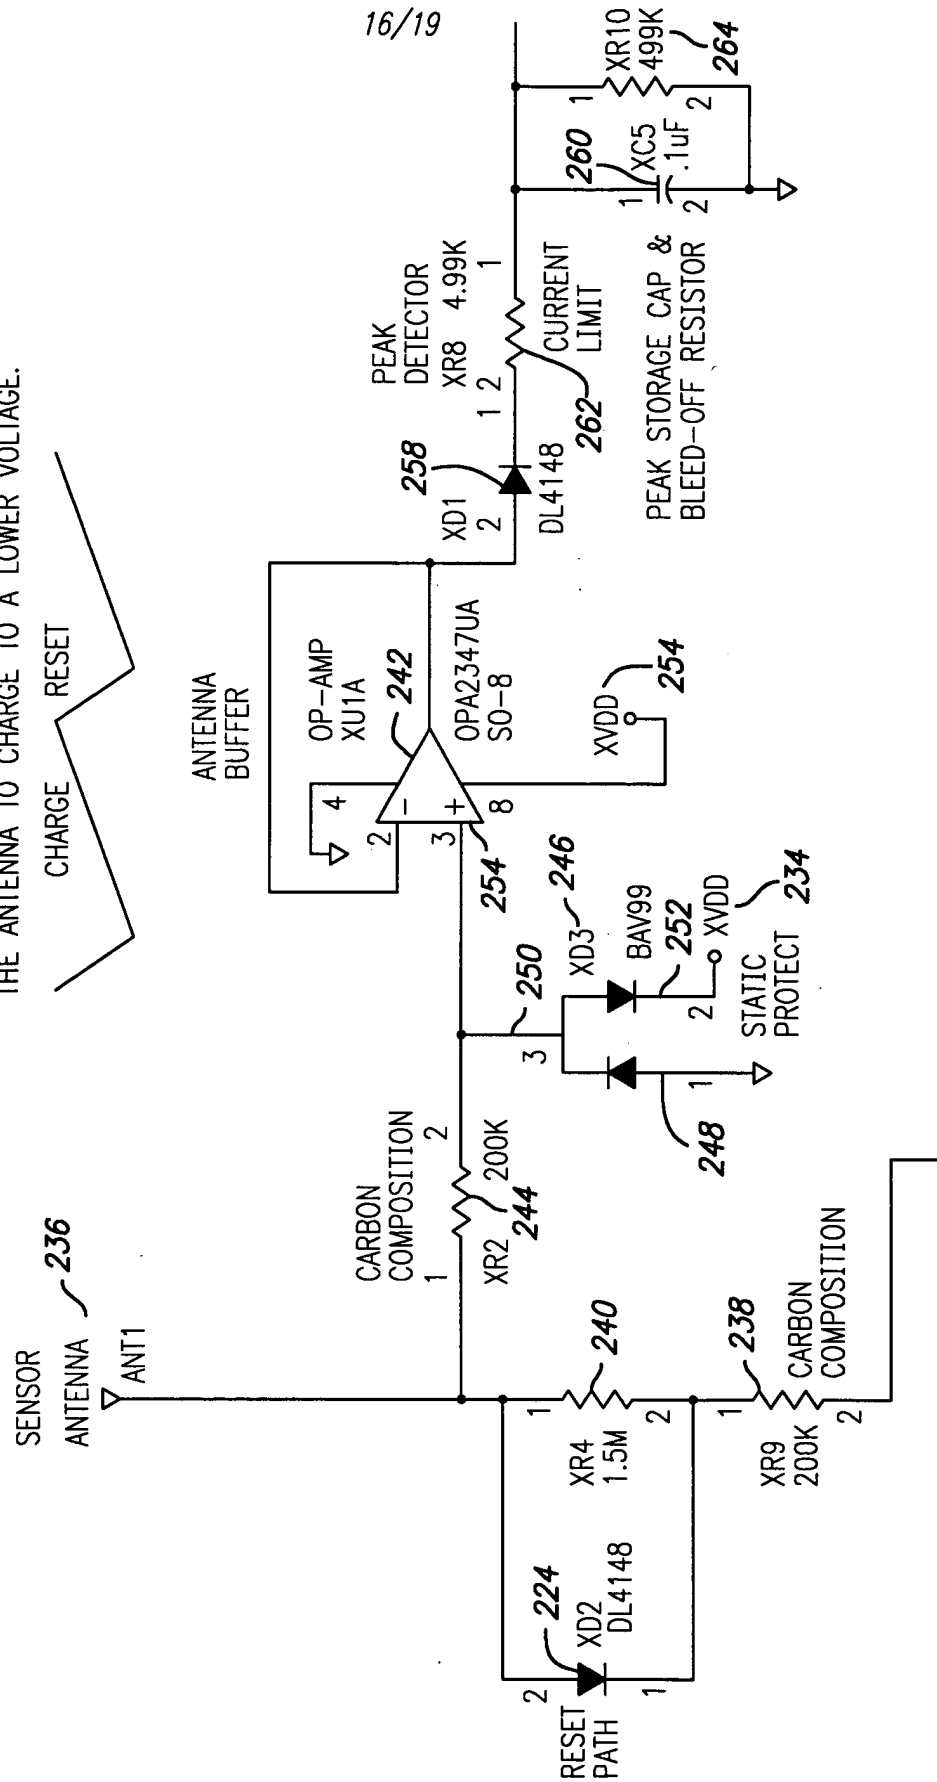 16/19
THE ANTENNA TO CHARGE TO A LOWER VOLTAGE.
CHARGE RESET
SENSOR
ANTENNA 236
ANT1
RESET
PATH
2
1
224
XD2
DL4148
1
2
XR4
1.5M
240
1
2
XR9
200K
238
CARBON
COMPOSITION
CARBON
COMPOSITION
1 2
XR2 200K
244
250
3
XD3 246
BAV99
252
2
XVDD
234
1
248
STATIC
PROTECT
ANTENNA
BUFFER
OP-AMP
XU1A
242
4
2
3
8
-
+
254
OPA2347UA
SO-8
XVDD
254
XD1
2 1
258
DL4148
PEAK
DETECTOR
XR8 4.99K
2 1
262
CURRENT
LIMIT
260
1
2
XC5
.1uF
1
2
XR10
499K
264
PEAK STORAGE CAP &
BLEED-OFF RESISTOR